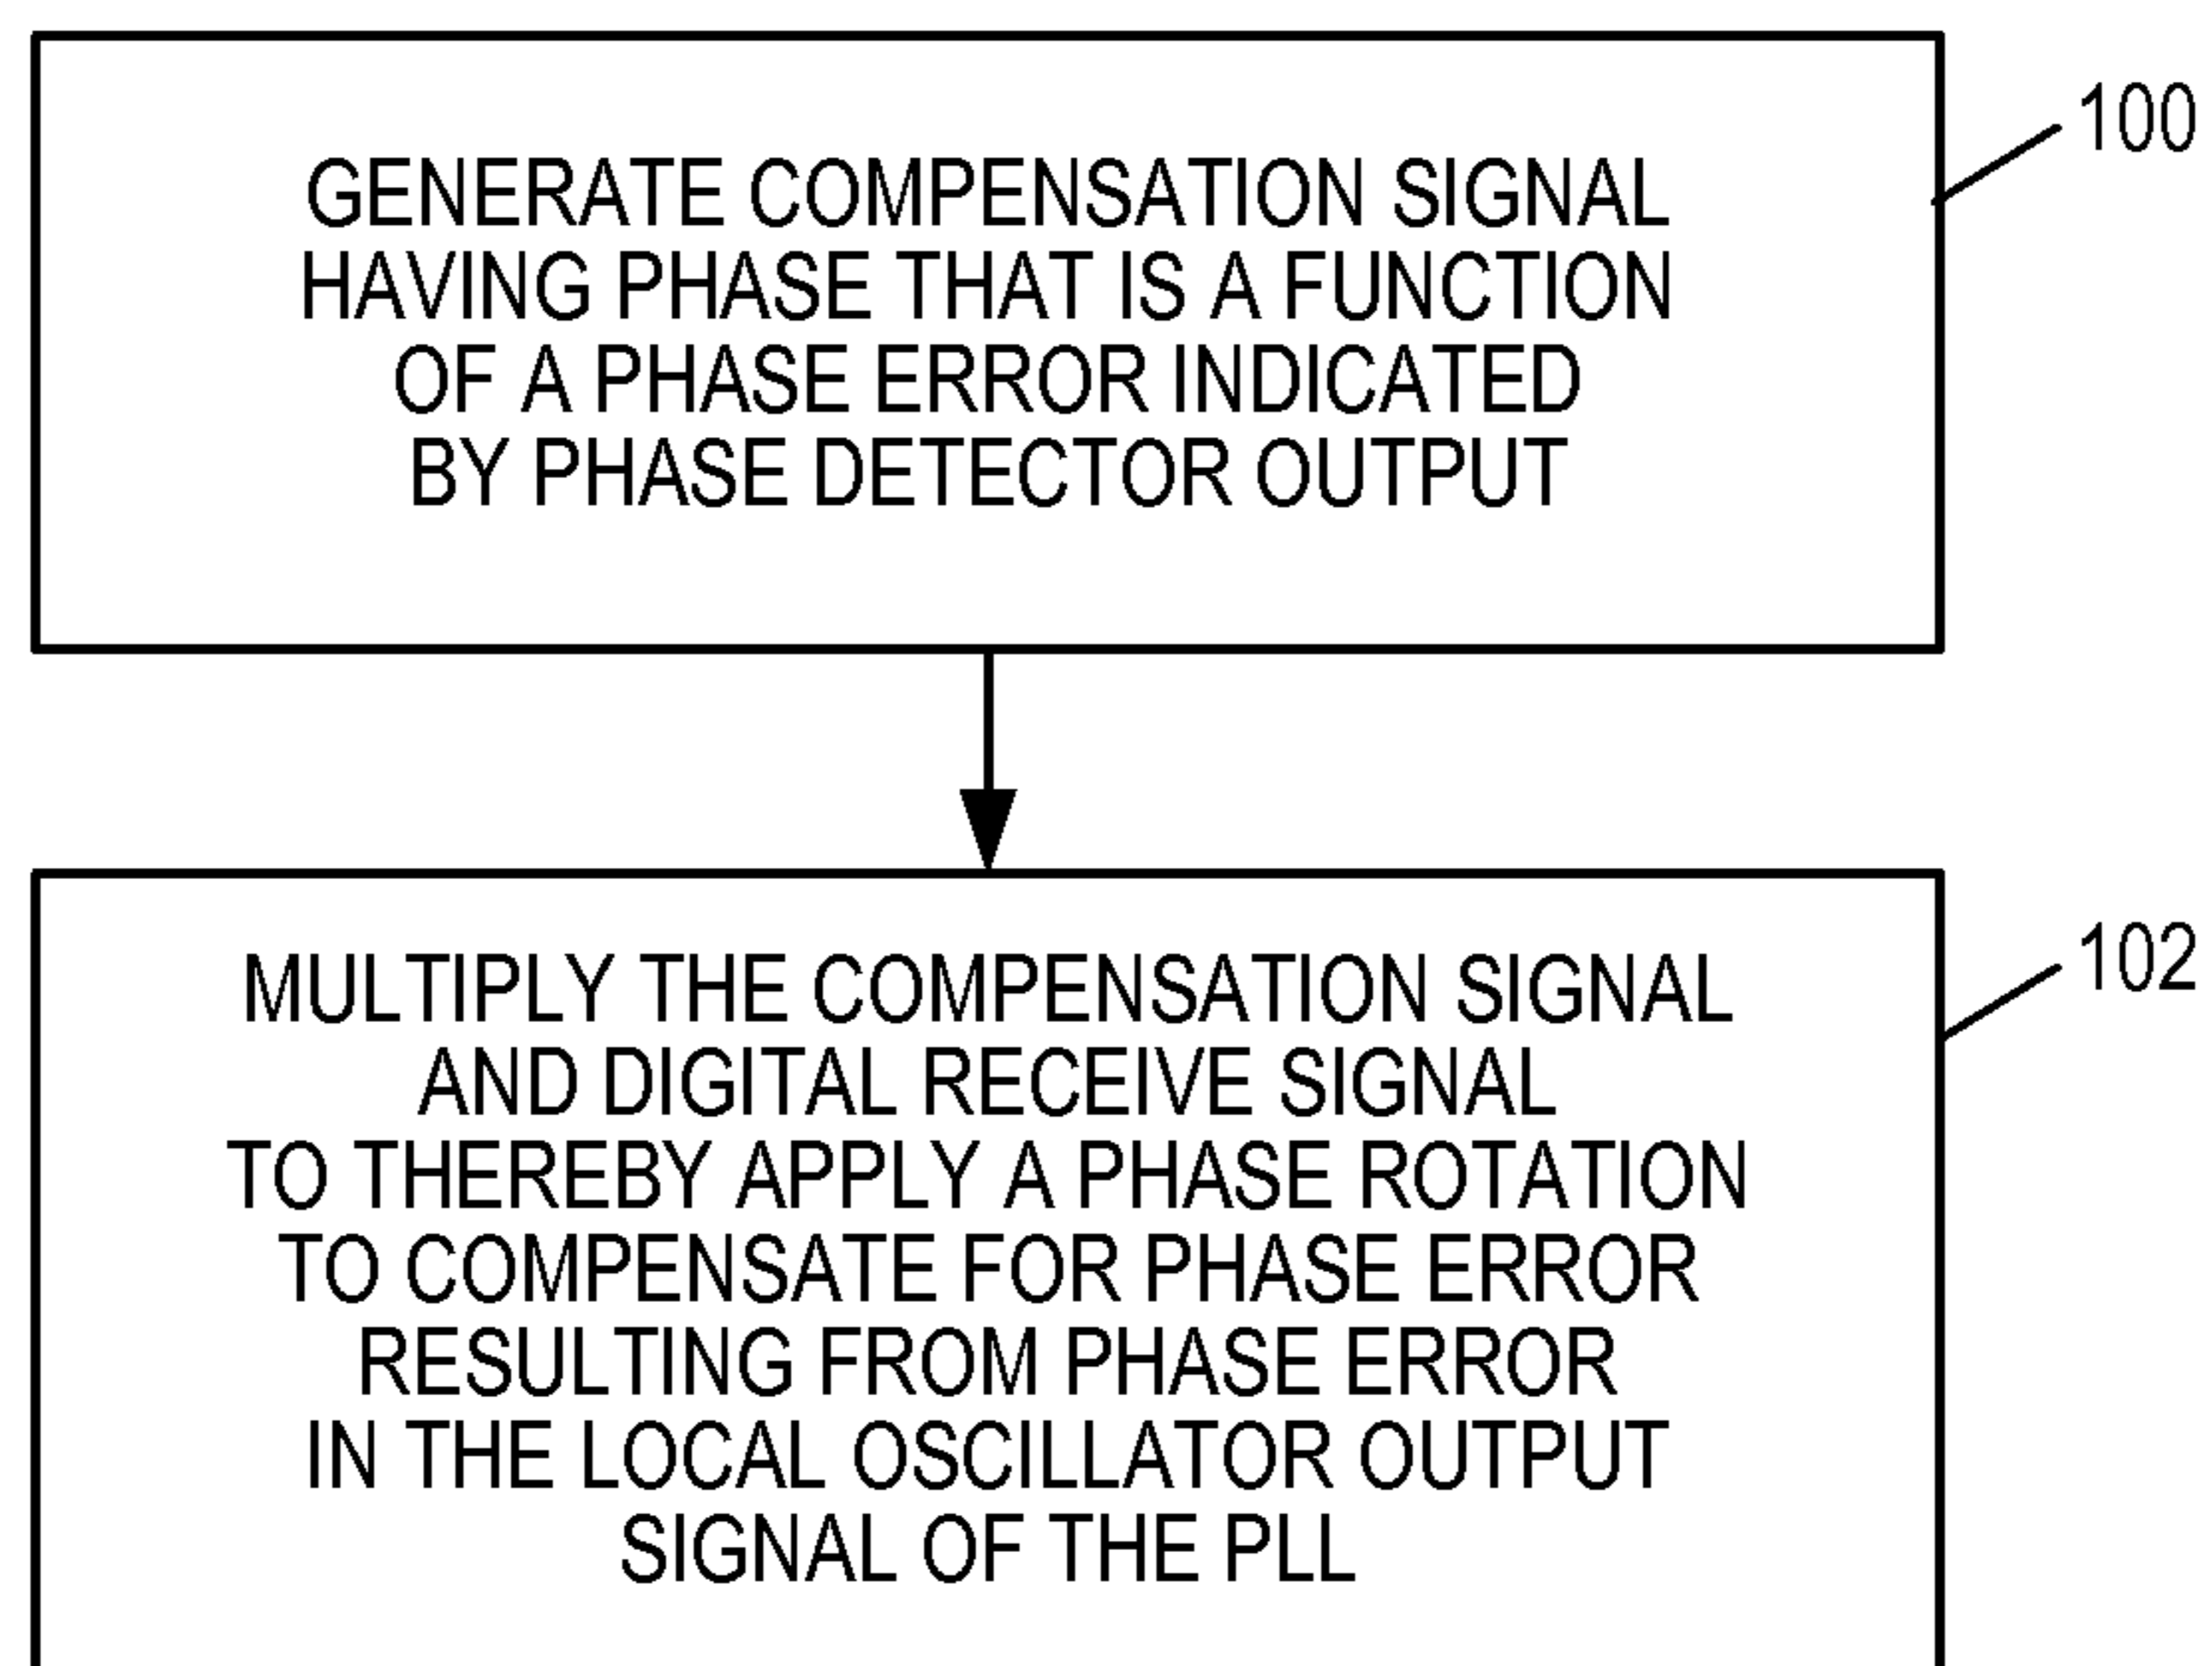 100
GENERATE COMPENSATION SIGNAL
HAVING PHASE THAT IS A FUNCTION
OF A PHASE ERROR INDICATED
BY PHASE DETECTOR OUTPUT
102
MULTIPLY THE COMPENSATION SIGNAL
AND DIGITAL RECEIVE SIGNAL
TO THEREBY APPLY A PHASE ROTATION
TO COMPENSATE FOR PHASE ERROR
RESULTING FROM PHASE ERROR
IN THE LOCAL OSCILLATOR OUTPUT
SIGNAL OF THE PLL